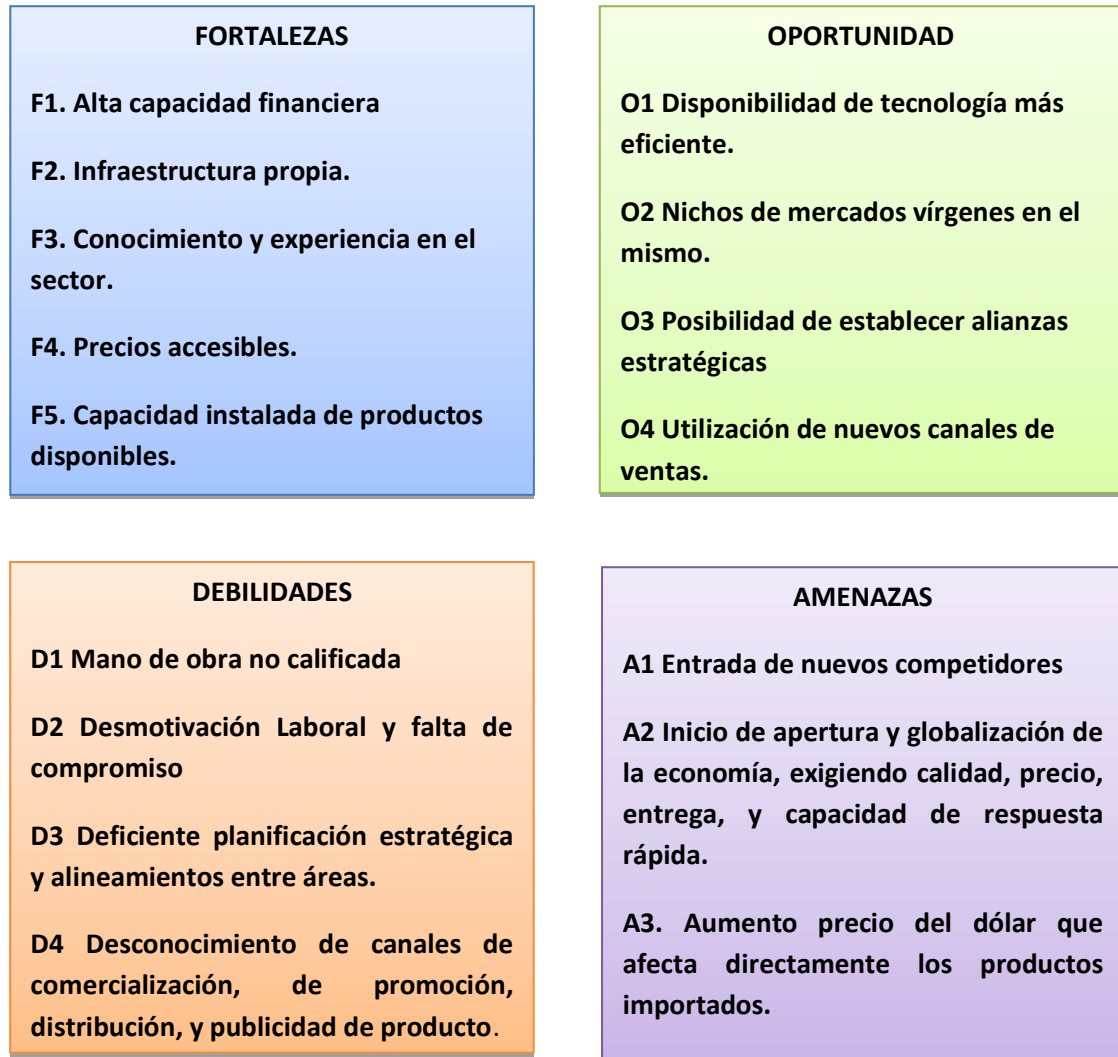 FORTALEZAS
F1. Alta capacidad financiera
F2. Infraestructura propia.
F3. Conocimiento y experiencia en el
sector.
F4. Precios accesibles.
F5. Capacidad instalada de productos
disponibles.
OPORTUNIDAD
O1 Disponibilidad de tecnología más
eficiente.
O2 Nichos de mercados vírgenes en el
mismo.
O3 Posibilidad de establecer alianzas
estratégicas
O4 Utilización de nuevos canales de
ventas.
DEBILIDADES
D1 Mano de obra no calificada
D2 Desmotivación Laboral y falta de
compromiso
D3 Deficiente planificación estratégica
y alineamientos entre áreas.
D4 Desconocimiento de canales de
comercialización, de promoción,
distribución, y publicidad de producto.
AMENAZAS
A1 Entrada de nuevos competidores
A2 Inicio de apertura y globalización de
la economía, exigiendo calidad, precio,
entrega, y capacidad de respuesta
rápida.
A3. Aumento precio del dólar que
afecta directamente los productos
importados.